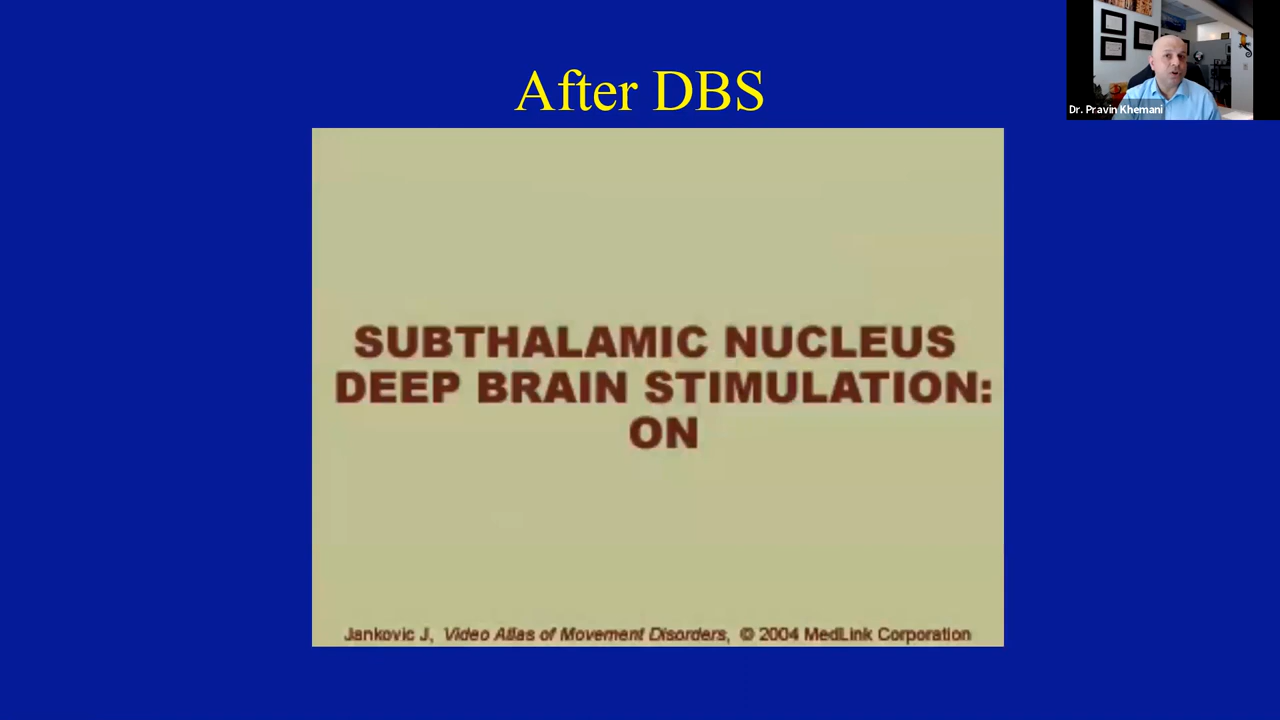 After DBS
Dr. Pravin Khemani
SUBTHALAMIC NUCLEUS
DEEP BRAIN STIMULATION:
ON
Jankovic J, Video Atlas of Movement Disorders, © 2004 MedLink Corporation